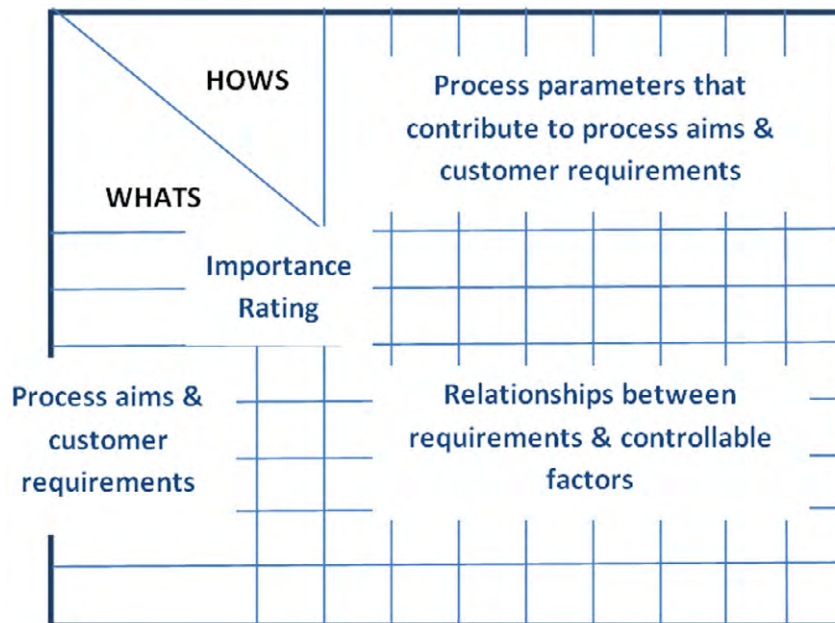 HOWS
WHATS
Process parameters that
contribute to process aims &
customer requirements
Importance
Rating
Process aims &
customer
requirements
Relationships between
requirements & controllable
factors